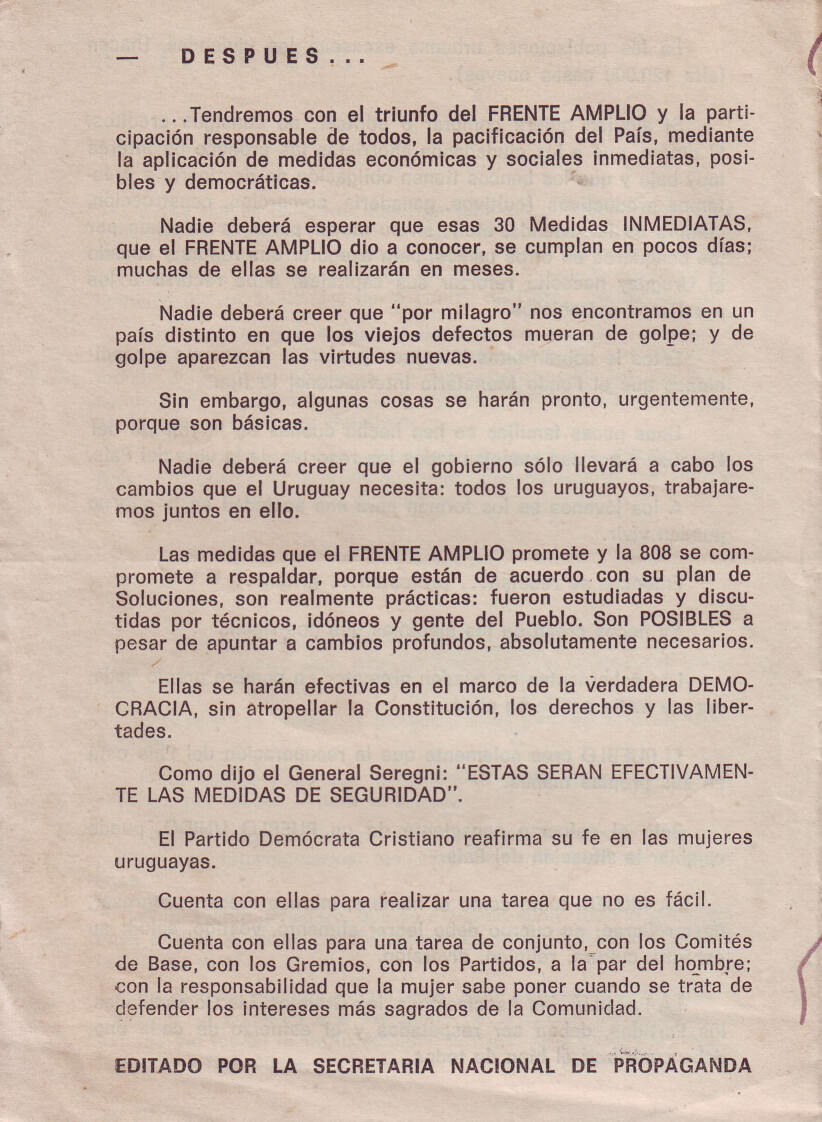 — DESPUES...
...Tendremos con el triunfo del FRENTE AMPLIO y la parti-
cipación responsable de todos, la pacificación del País, mediante
la aplicación de medidas económicas y sociales inmediatas, posi-
bles y democráticas.
Nadie deberá esperar que esas 30 Medidas INMEDIATAS,
que el FRENTE AMPLIO dio a conocer, se cumplan en pocos días;
muchas de ellas se realizarán en meses.
Nadie deberá creer que "por milagro" nos encontramos en un
país distinto en que los viejos defectos mueran de golpe; y de
golpe aparezcan las virtudes nuevas.
Sin embargo, algunas cosas se harán pronto, urgentemente,
porque son básicas.
Nadie deberá creer que el gobierno sólo llevará a cabo los
cambios que el Uruguay necesita: todos los uruguayos, trabajare-
mos juntos en ello.
Las medidas que el FRENTE AMPLIO promete y la 808 se com-
promete a respaldar, porque están de acuerdo con su plan de
Soluciones, son realmente prácticas: fueron estudiadas y discu-
tidas por técnicos, idóneos y gente del Pueblo. Son POSIBLES a
pesar de apuntar a cambios profundos, absolutamente necesarios.
Ellas se harán efectivas en el marco de la verdadera DEMO-
CRACIA, sin atropellar la Constitución, los derechos y las liber-
tades.
Como dijo el General Seregni: "ESTAS SERAN EFECTIVAMEN-
TE LAS MEDIDAS DE SEGURIDAD".
El Partido Demócrata Cristiano reafirma su fe en las mujeres
uruguayas.
Cuenta con ellas para realizar una tarea que no es fácil.
Cuenta con ellas para una tarea de conjunto, con los Comités
de Base, con los Gremios, con los Partidos, a la par del hombre;
con la responsabilidad que la mujer sabe poner cuando se trata de
defender los intereses más sagrados de la Comunidad.
EDITADO POR LA SECRETARIA NACIONAL DE PROPAGANDA